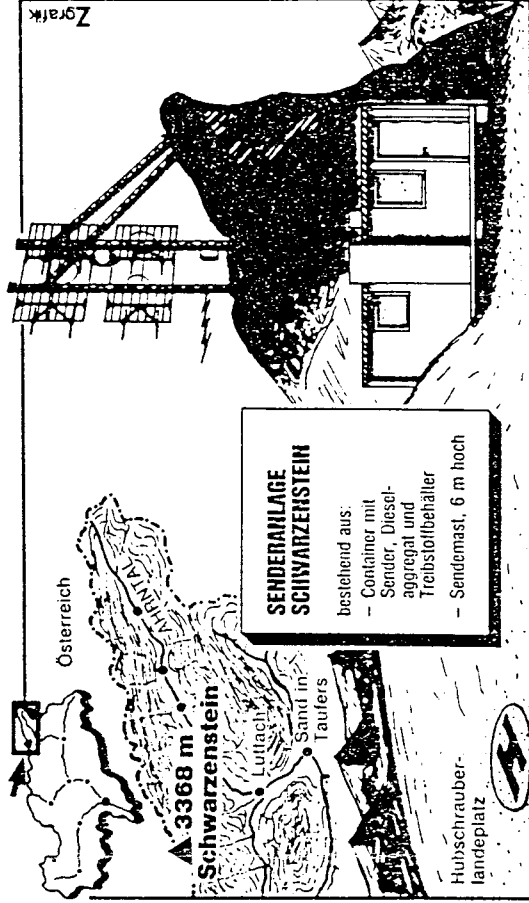 Zgrafik
Österreich
AHRNTAL
3368 m
Schwarzenstein
Luttach
Sand in
Taufers
SENDERANLAGE
SCHWARZENSTEIN
bestehend aus:
– Container mit
Sender, Diesel-
aggregat und
Treibstoffbehälter
– Sendemast, 6 m hoch
Hubschrauber-
landeplatz
H